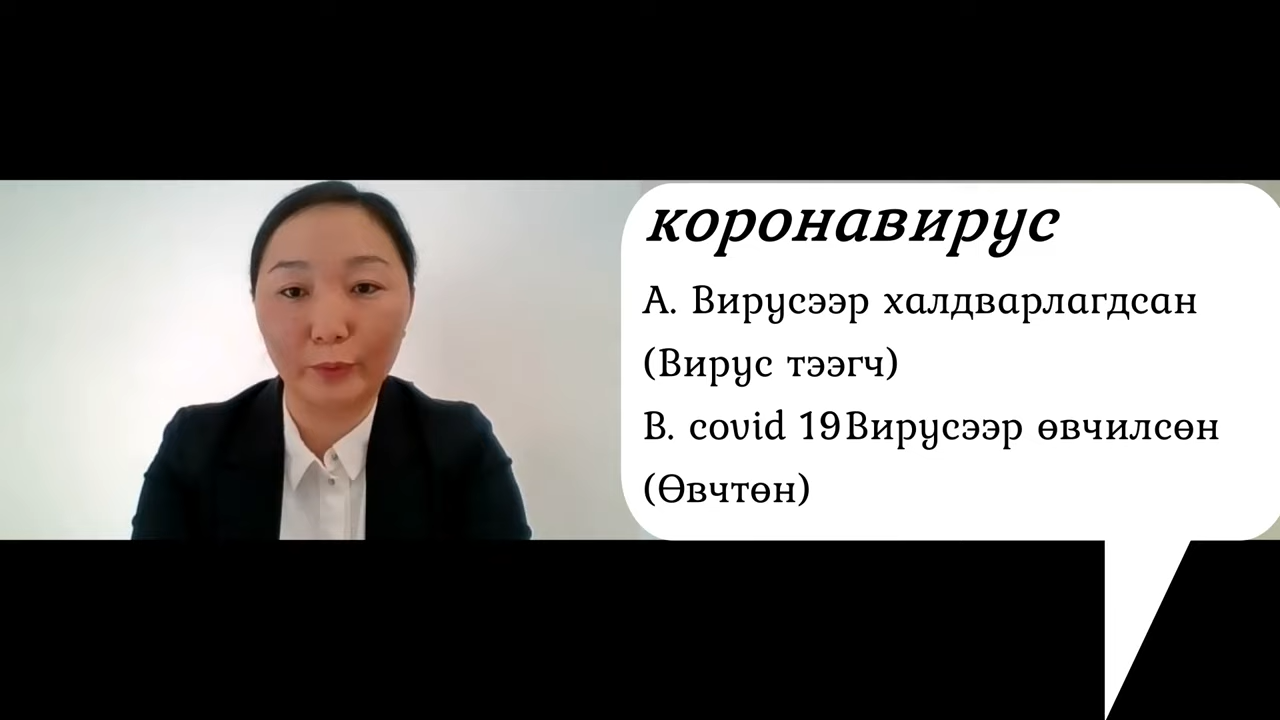 коронавирус
А. Вирусээр халдварлагдсан
(Вирус тээгч)
В. covid 19Вирусээр өвчилсөн
(Өвчтөн)